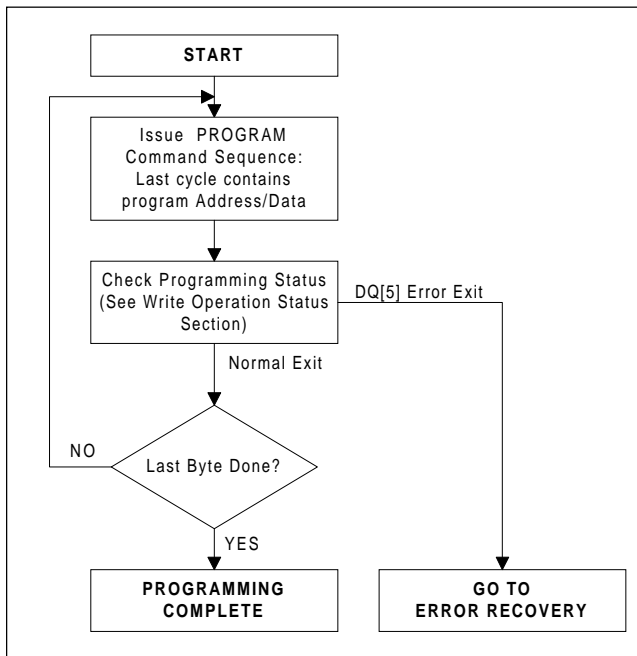 START
Issue PROGRAM
Command Sequence:
Last cycle contains
program Address/Data
Check Programming Status
(See Write Operation Status
Section)
DQ[5] Error Exit
Normal Exit
NO
Last Byte Done?
YES
PROGRAMMING
COMPLETE
GO TO
ERROR RECOVERY